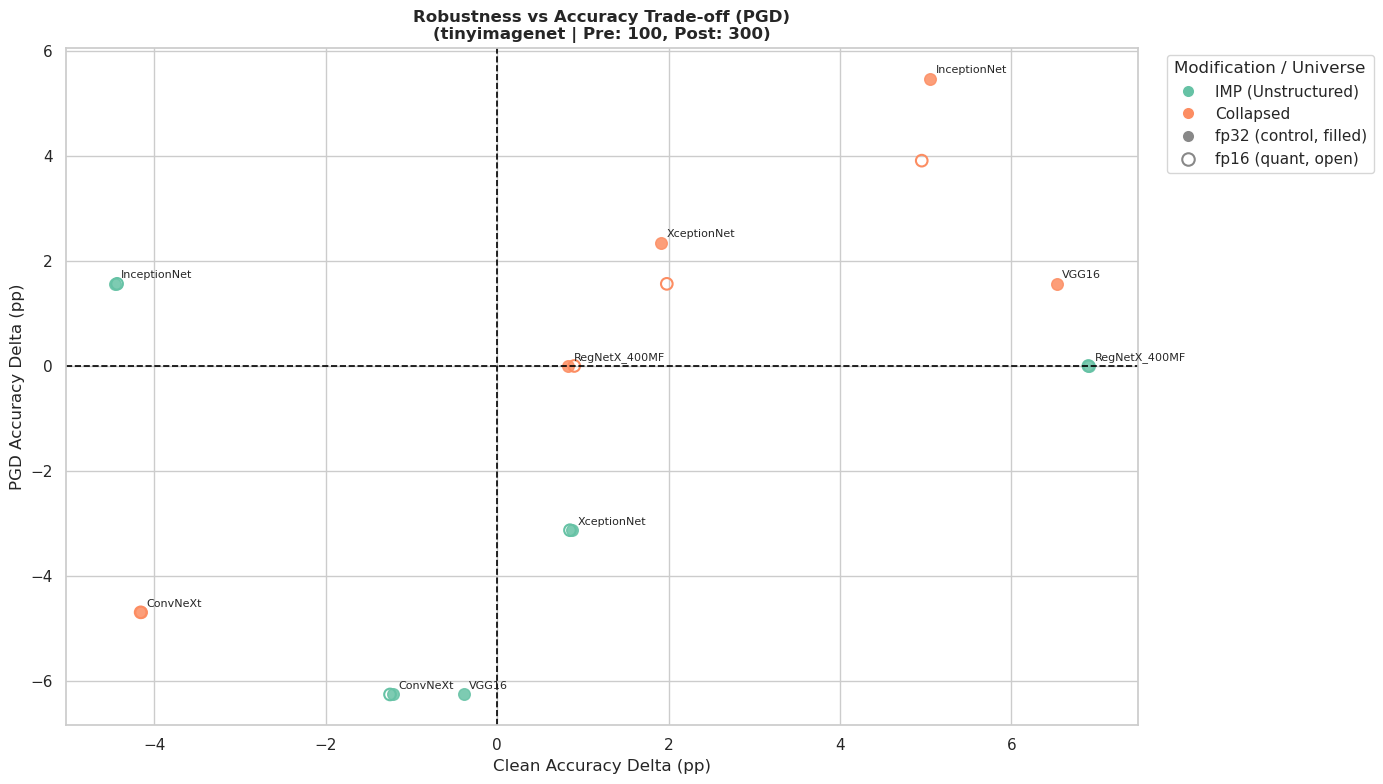 Robustness vs Accuracy Trade-off (PGD)
(tinyimagenet | Pre: 100, Post: 300)
Modification / Universe
IMP (Unstructured)
Collapsed
fp32 (control, filled)
fp16 (quant, open)
InceptionNet
XceptionNet
InceptionNet
VGG16
RegNetX_400MF
RegNetX_400MF
XceptionNet
ConvNeXt
ConvNeXt
VGG16
6
4
2
0
−2
−4
−6
PGD Accuracy Delta (pp)
−4
−2
0
2
4
6
Clean Accuracy Delta (pp)